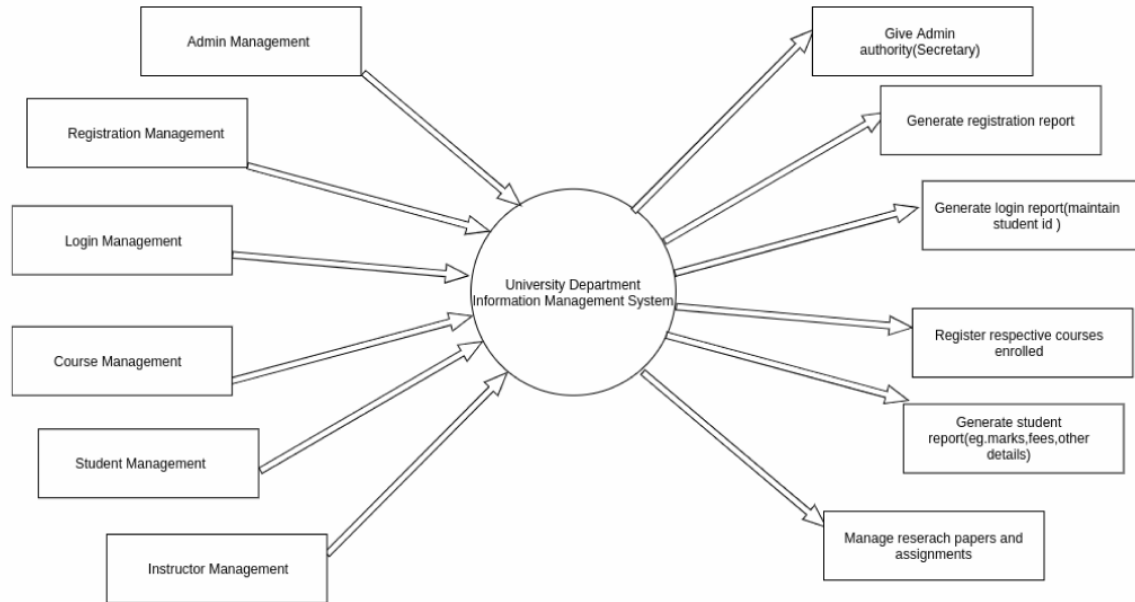 Admin Management
Registration Management
Login Management
Course Management
Student Management
Instructor Management
University Department
Information Management System
Give Admin
authority(Secretary)
Generate registration report
Generate login report(maintain
student id )
Register respective courses
enrolled
Generate student
report(eg.marks,fees,other
details)
Manage reserach papers and
assignments